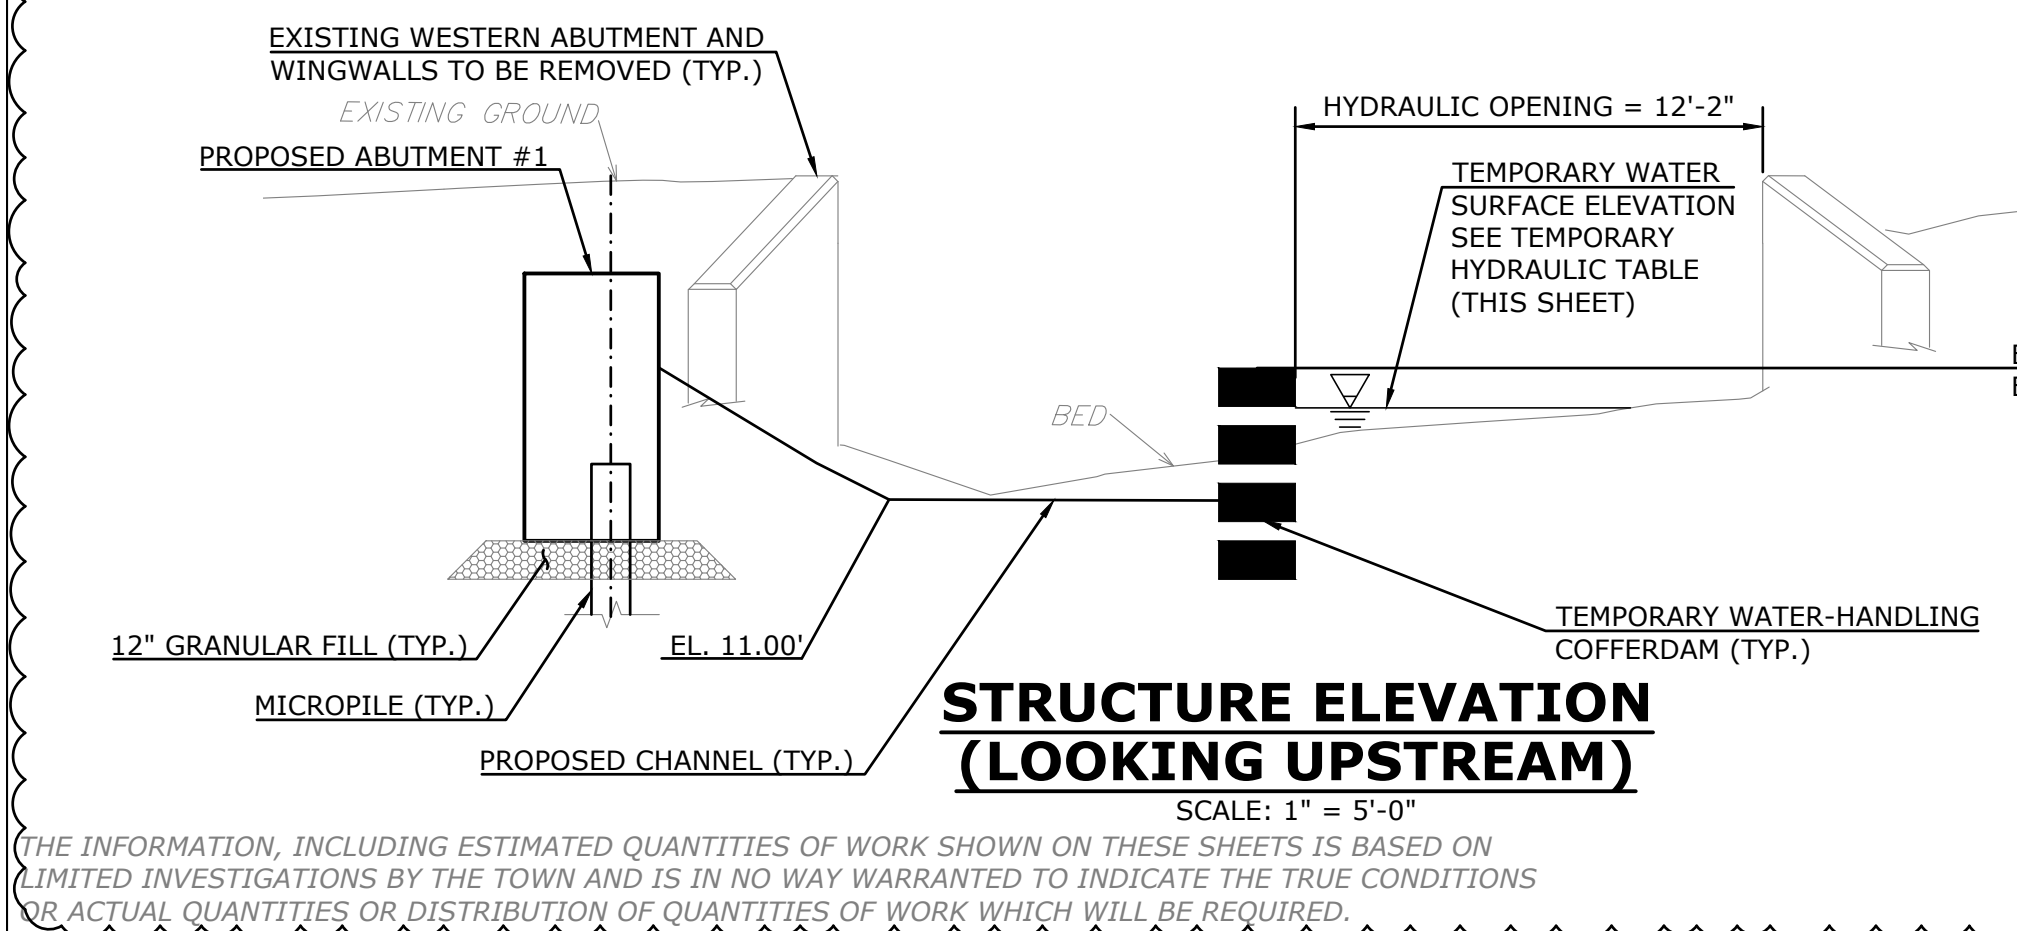 EXISTING WESTERN ABUTMENT AND
WINGWALLS TO BE REMOVED (TYP.)
EXISTING GROUND
PROPOSED ABUTMENT #1
HYDRAULIC OPENING = 12'-2"
TEMPORARY WATER
SURFACE ELEVATION
SEE TEMPORARY
HYDRAULIC TABLE
(THIS SHEET)
BED
12" GRANULAR FILL (TYP.)
EL. 11.00'
MICROPILE (TYP.)
PROPOSED CHANNEL (TYP.)
TEMPORARY WATER-HANDLING
COFFERDAM (TYP.)
STRUCTURE ELEVATION
(LOOKING UPSTREAM)
SCALE: 1" = 5'-0"
THE INFORMATION, INCLUDING ESTIMATED QUANTITIES OF WORK SHOWN ON THESE SHEETS IS BASED ON
LIMITED INVESTIGATIONS BY THE TOWN AND IS IN NO WAY WARRANTED TO INDICATE THE TRUE CONDITIONS
OR ACTUAL QUANTITIES OR DISTRIBUTION OF QUANTITIES OF WORK WHICH WILL BE REQUIRED.